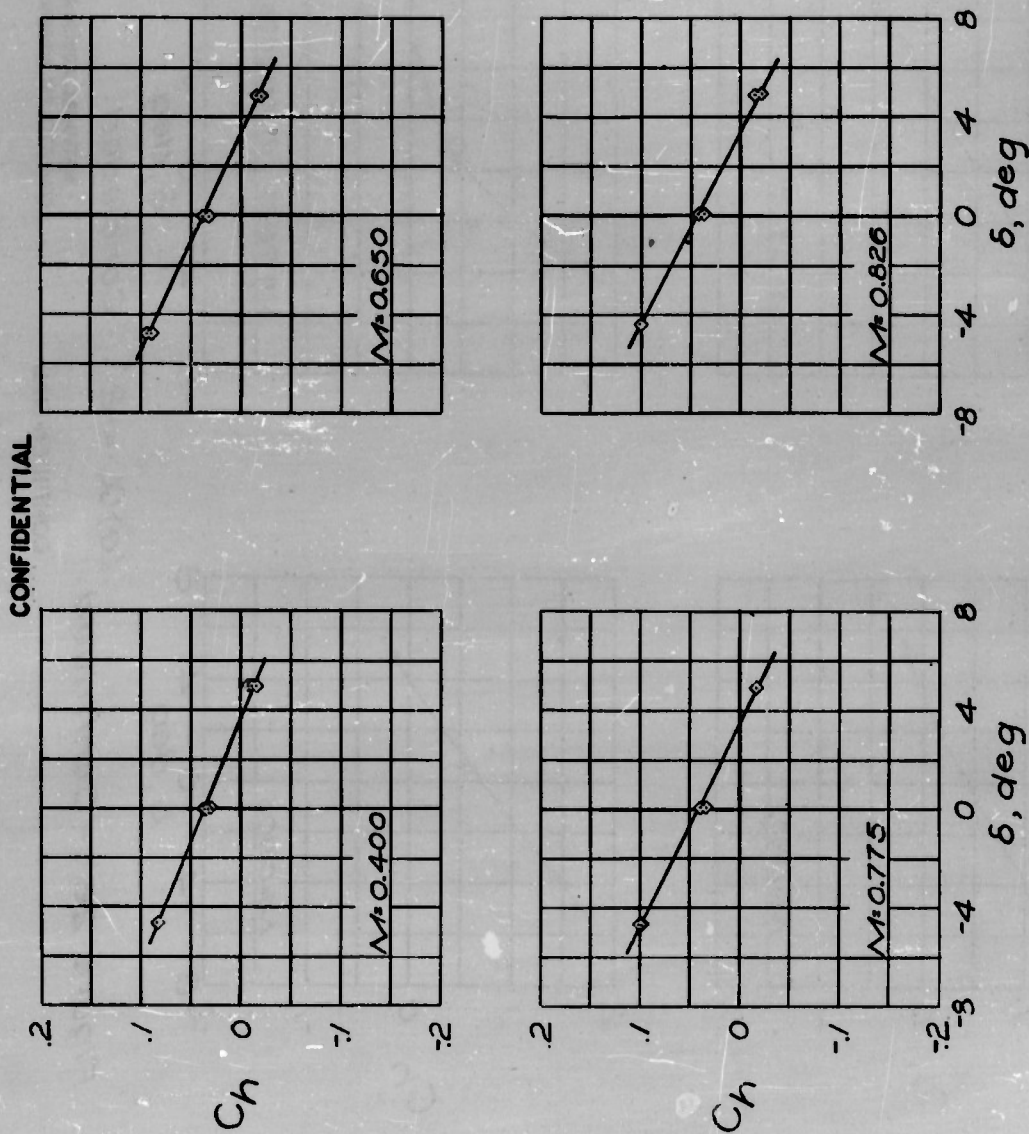 CONFIDENTIAL
.2
.1
0
-.1
-.2
Ch
M=0.400
M=0.650
.2
.1
0
-.1
-.2
Ch
M=0.775
M=0.826
-8 -4 0 4 8
δ, deg
-8 -4 0 4 8
δ, deg